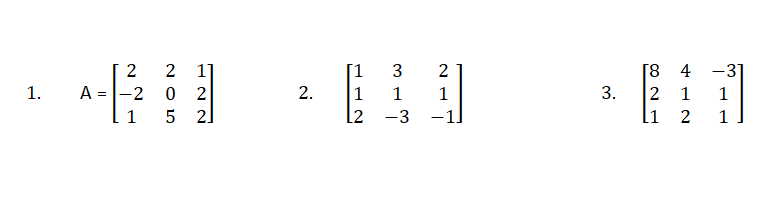 1. A = [2 2 1] 2. [1 3 2] 3. [8 4 −3]
[−2 0 2] [1 1 1] [2 1 1]
[1 5 2] [2 −3 −1] [1 2 1]